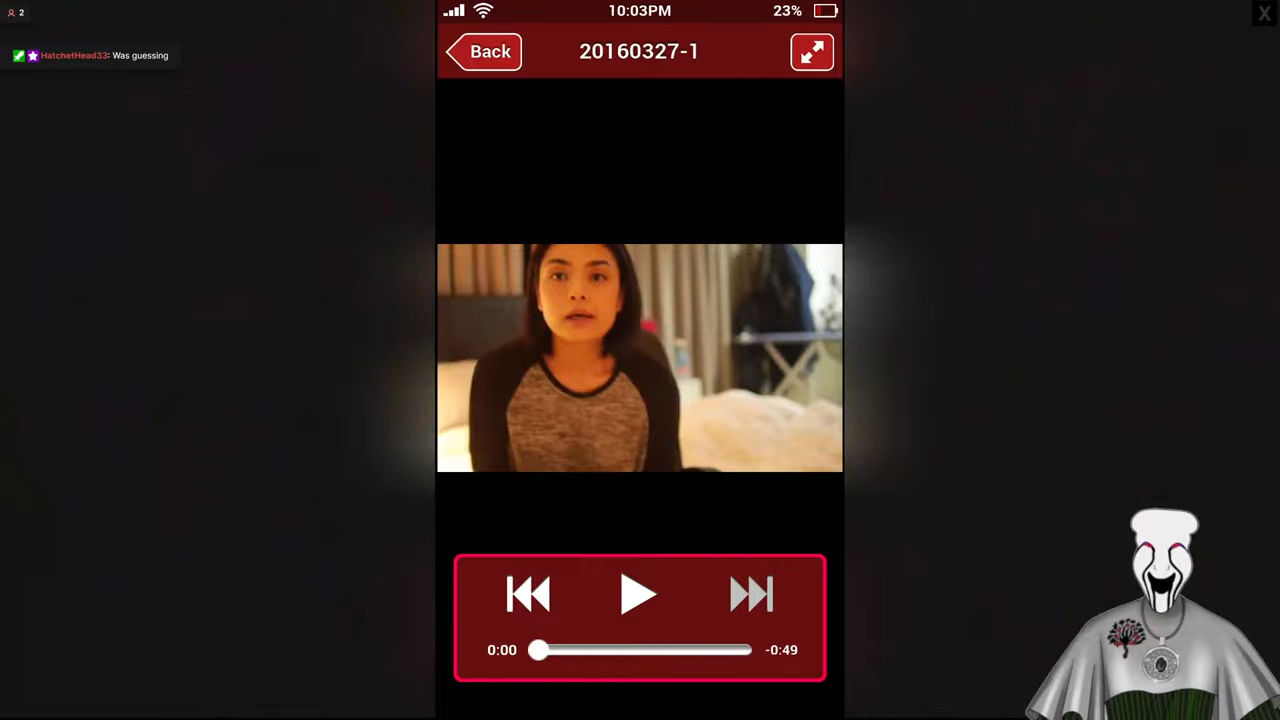 2
HatchetHead33: Was guessing
10:03PM
23%
Back
20160327-1
X
0:00
-0:49